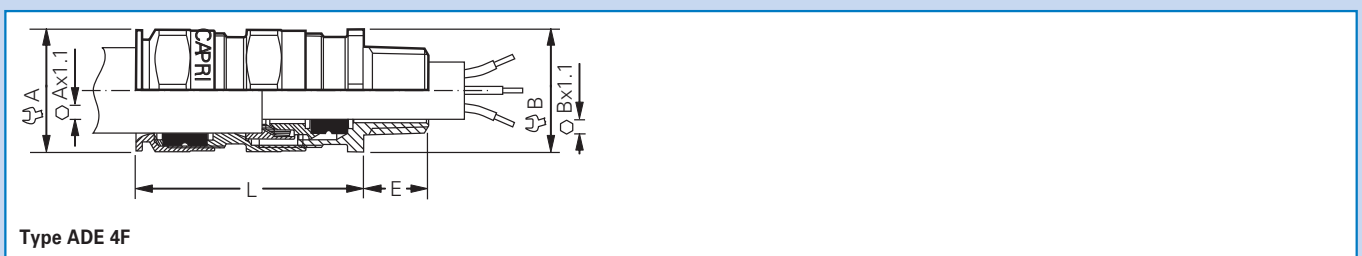 CAPRI
A
Ax1.1
B
Bx1.1
L
E
Type ADE 4F